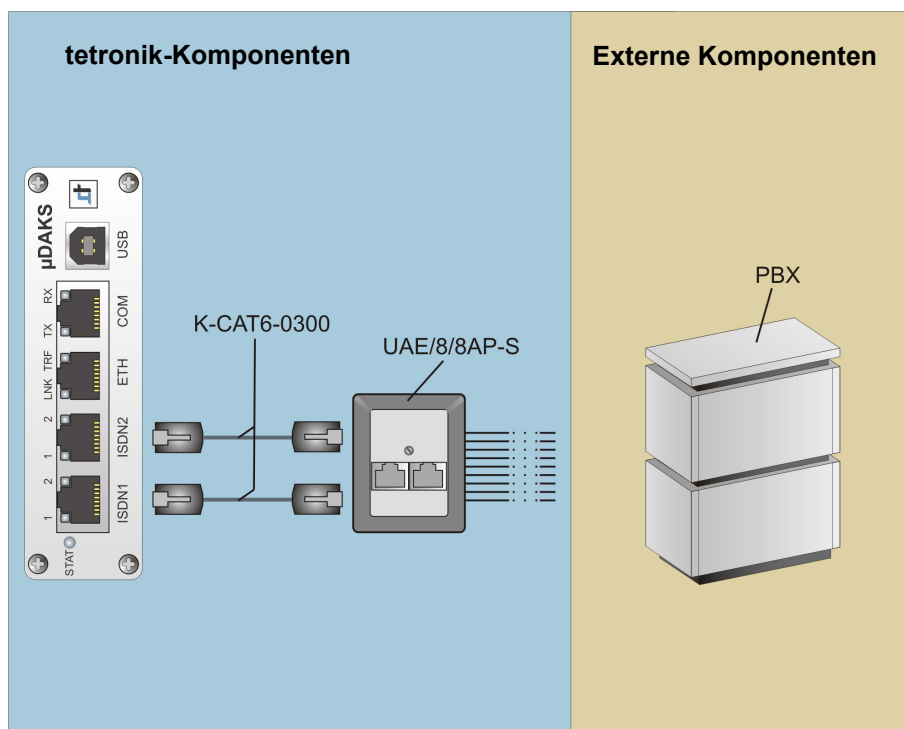 tetronik-Komponenten
Externe Komponenten
µDAKS
USB
RX
TX
COM
TRF
LNK
ETH
2
1
ISDN2
2
1
ISDN1
STAT
K-CAT6-0300
UAE/8/8AP-S
PBX